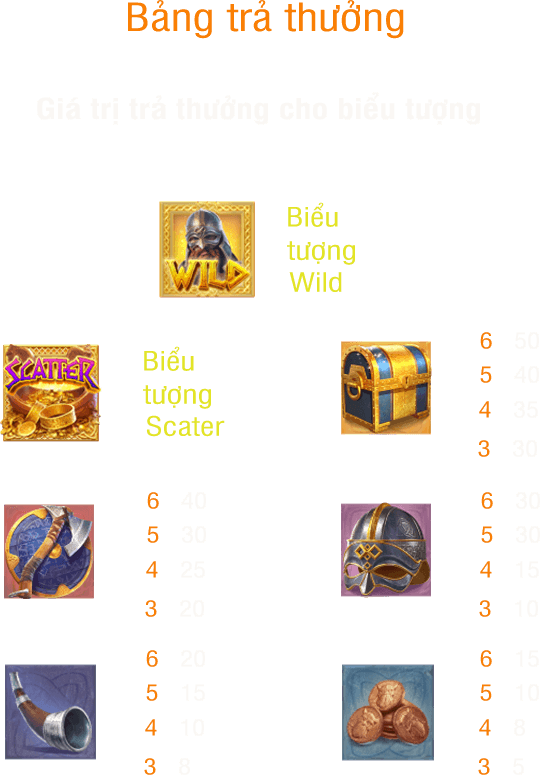 Bảng trả thưởng
Giá trị trả thưởng cho biểu tượng
WILD
Biểu
tượng
Wild
SCATTER
Biểu
tượng
Scater
6 50
5 40
4 35
3 30
6 40
5 30
4 25
3 20
6 30
5 30
4 15
3 10
6 20
5 15
4 10
3 8
6 15
5 10
4 8
3 5